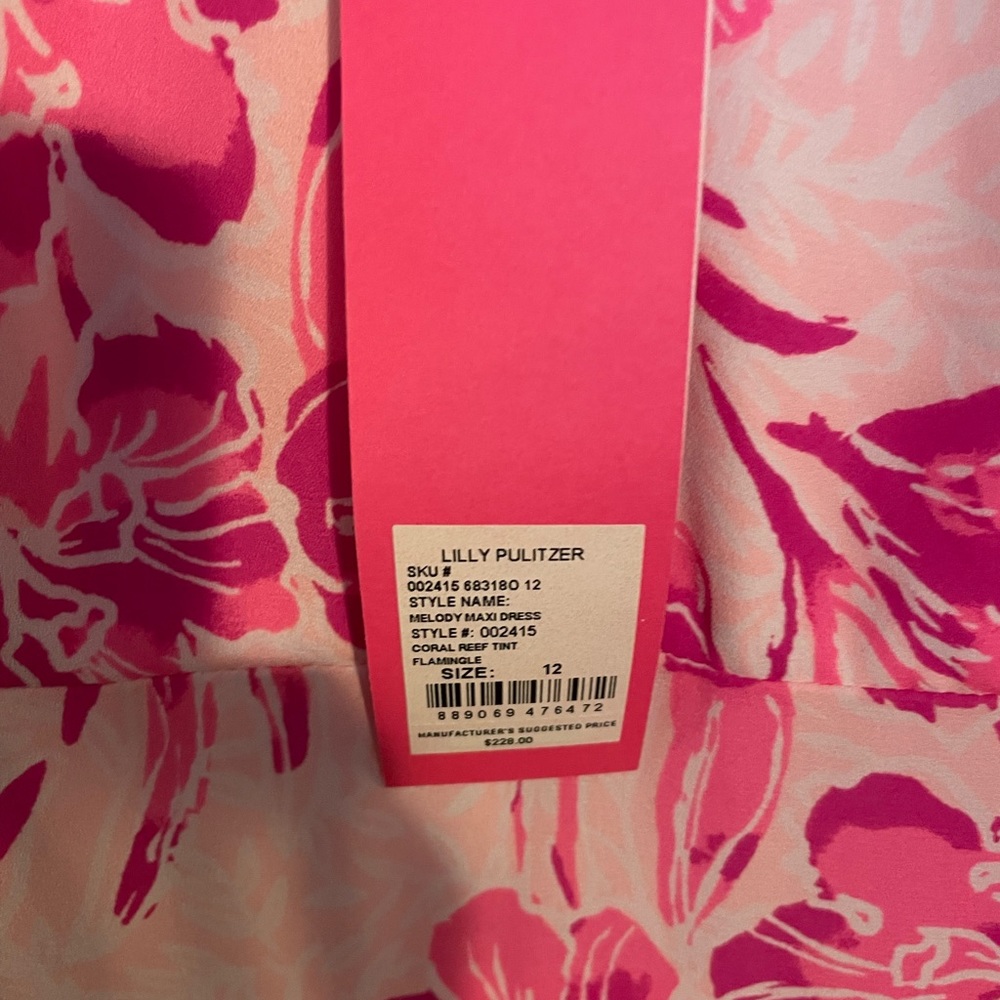 LILLY PULITZER
SKU #
002415 68318O 12
STYLE NAME:
MELODY MAXI DRESS
STYLE #: 002415
CORAL REEF TINT
FLAMINGLE
SIZE: 12
889069 476472
MANUFACTURER'S SUGGESTED PRICE
$228.00